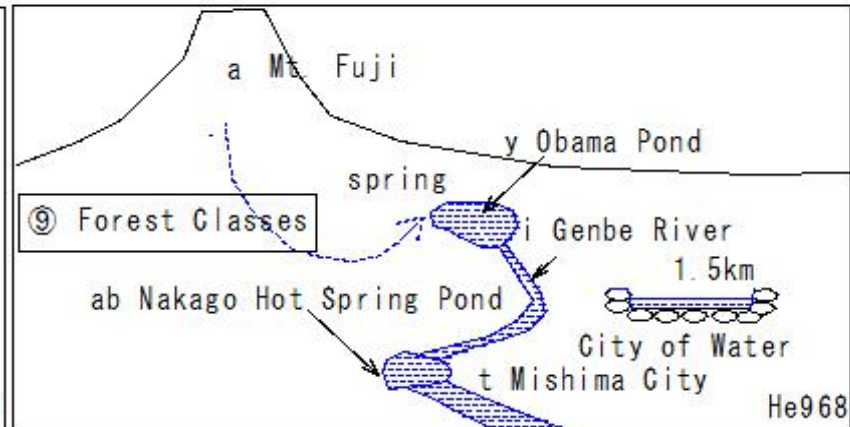 a Mt. Fuji
y Obama Pond
spring
⑨ Forest Classes
i Genbe River
1.5km
ab Nakago Hot Spring Pond
City of Water
t Mishima City
He968